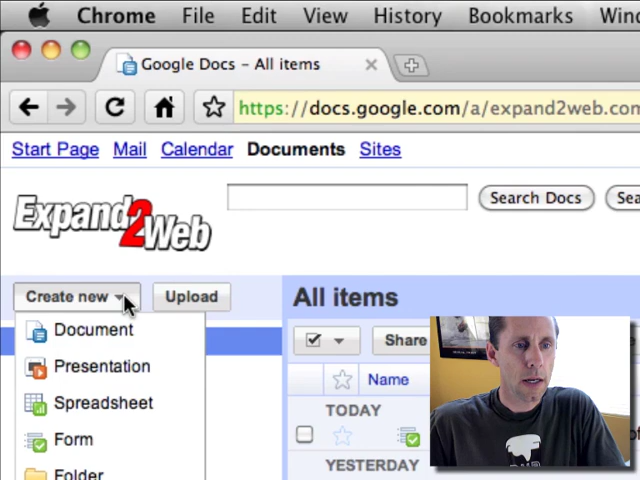 Chrome File Edit View History Bookmarks
Google Docs - All items
https://docs.google.com/a/expand2web.com
Start Page Mail Calendar Documents Sites
Expand2Web
Search Docs
Create new Upload
All items
Document
Presentation
Spreadsheet
Form
Folder
Share
Name
TODAY
YESTERDAY